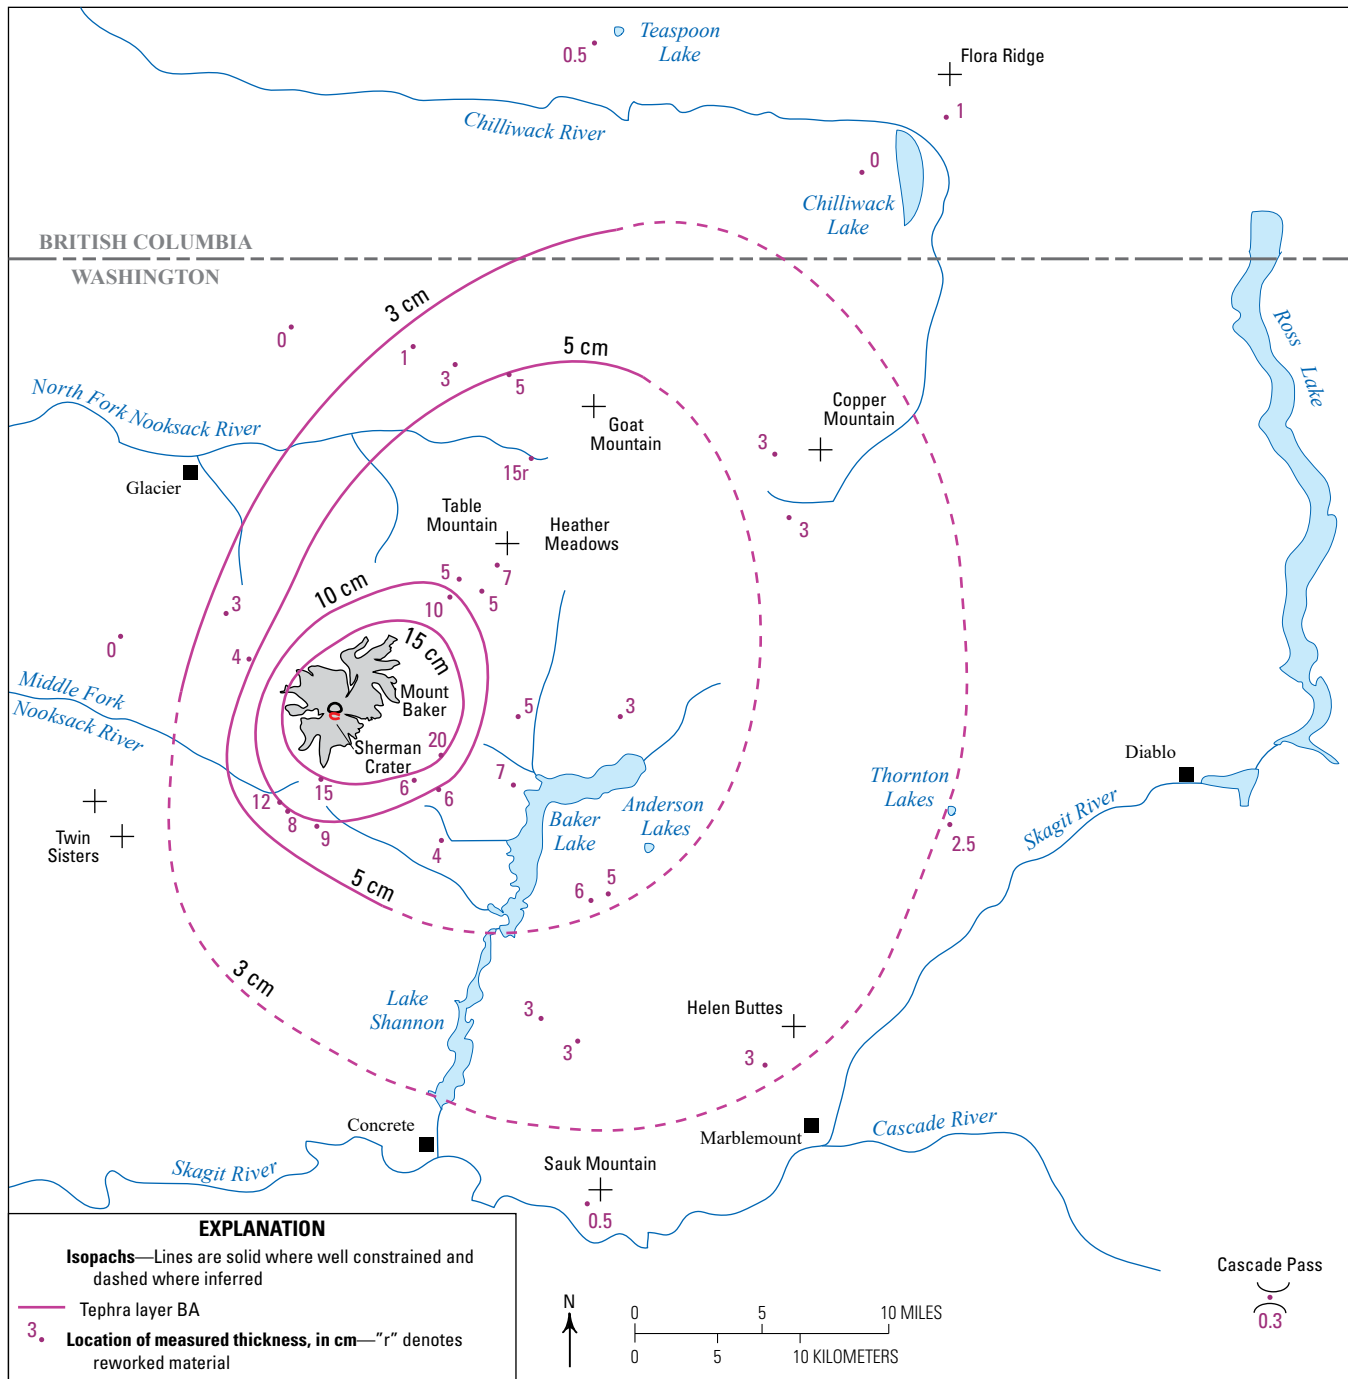 Teaspoon
Lake
0.5
Flora Ridge
1
Chilliwack River
0
Chilliwack
Lake
BRITISH COLUMBIA
WASHINGTON
3 cm
0
1
3
5 cm
5
Ross
Lake
North Fork Nooksack River
Goat
Mountain
Copper
Mountain
3
15r
Glacier
Table
Mountain
Heather
Meadows
3
7
5
5
10 cm
10
3
15 cm
0
4
Middle Fork
Nooksack River
Mount
Baker
5
3
Sherman
Crater
20
Diablo
15
6
6
7
12
8
9
Thornton
Lakes
Skagit River
Baker
Lake
Anderson
Lakes
2.5
Twin
Sisters
4
5 cm
6
5
3 cm
Lake
Shannon
3
3
Helen Buttes
3
Concrete
Marblemount
Cascade River
Skagit River
Sauk Mountain
0.5
Cascade Pass
0.3
EXPLANATION
Isopachs—Lines are solid where well constrained and
dashed where inferred
Tephra layer BA
3
Location of measured thickness, in cm—”r” denotes
reworked material
N
0 5 10 MILES
0 5 10 KILOMETERS